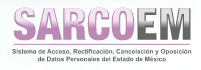 SARCOEM
Sistema de Acceso, Rectificación, Cancelación y Oposición
de Datos Personales del Estado de México